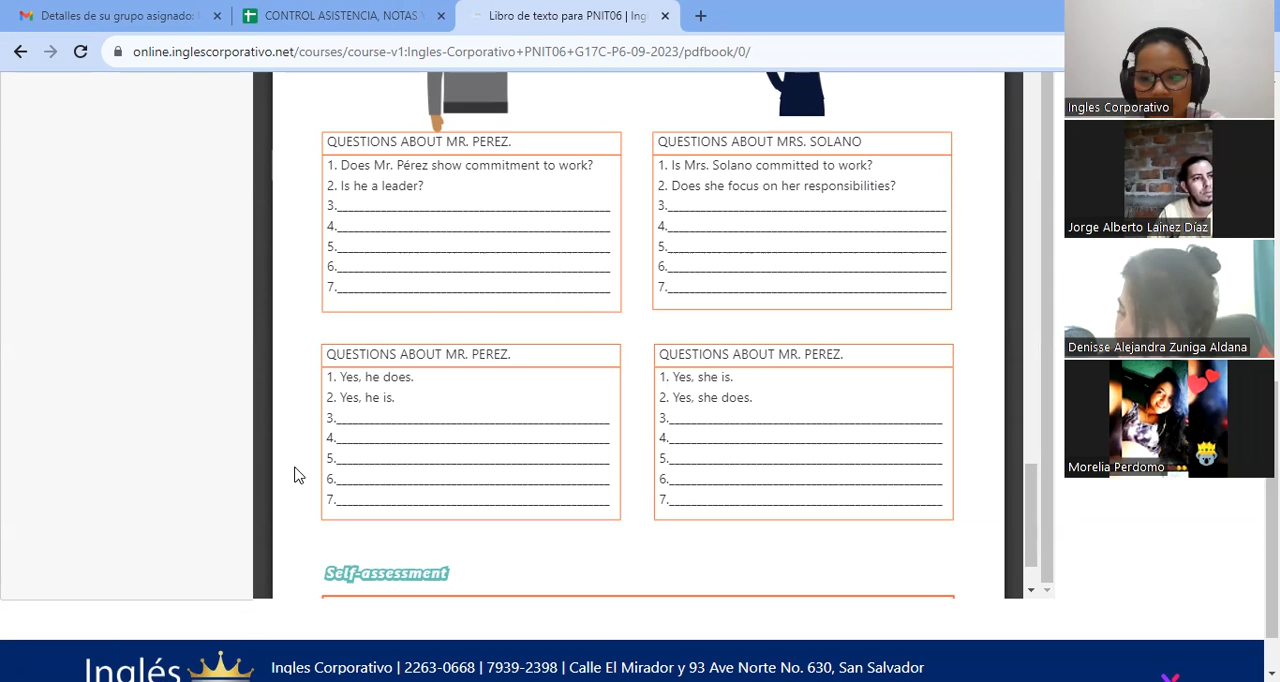 Detalles de su grupo asignado:
CONTROL ASISTENCIA, NOTAS Y
Libro de texto para PNIT06 | Ing
online.inglescorporativo.net/courses/course-v1:Ingles-Corporativo+PNIT06+G17C-P6-09-2023/pdfbook/0/
QUESTIONS ABOUT MR. PEREZ.
1. Does Mr. Pérez show commitment to work?
2. Is he a leader?
3.
4.
5.
6.
7.
QUESTIONS ABOUT MRS. SOLANO
1. Is Mrs. Solano committed to work?
2. Does she focus on her responsibilities?
3.
4.
5.
6.
7.
QUESTIONS ABOUT MR. PEREZ.
1. Yes, he does.
2. Yes, he is.
3.
4.
5.
6.
7.
QUESTIONS ABOUT MR. PEREZ.
1. Yes, she is.
2. Yes, she does.
3.
4.
5.
6.
7.
Self-assessment
Inglés
Ingles Corporativo | 2263-0668 | 7939-2398 | Calle El Mirador y 93 Ave Norte No. 630, San Salvador
Ingles Corporativo
Jorge Alberto Lainez Díaz
Denisse Alejandra Zuniga Aldana
Morelia Perdomo